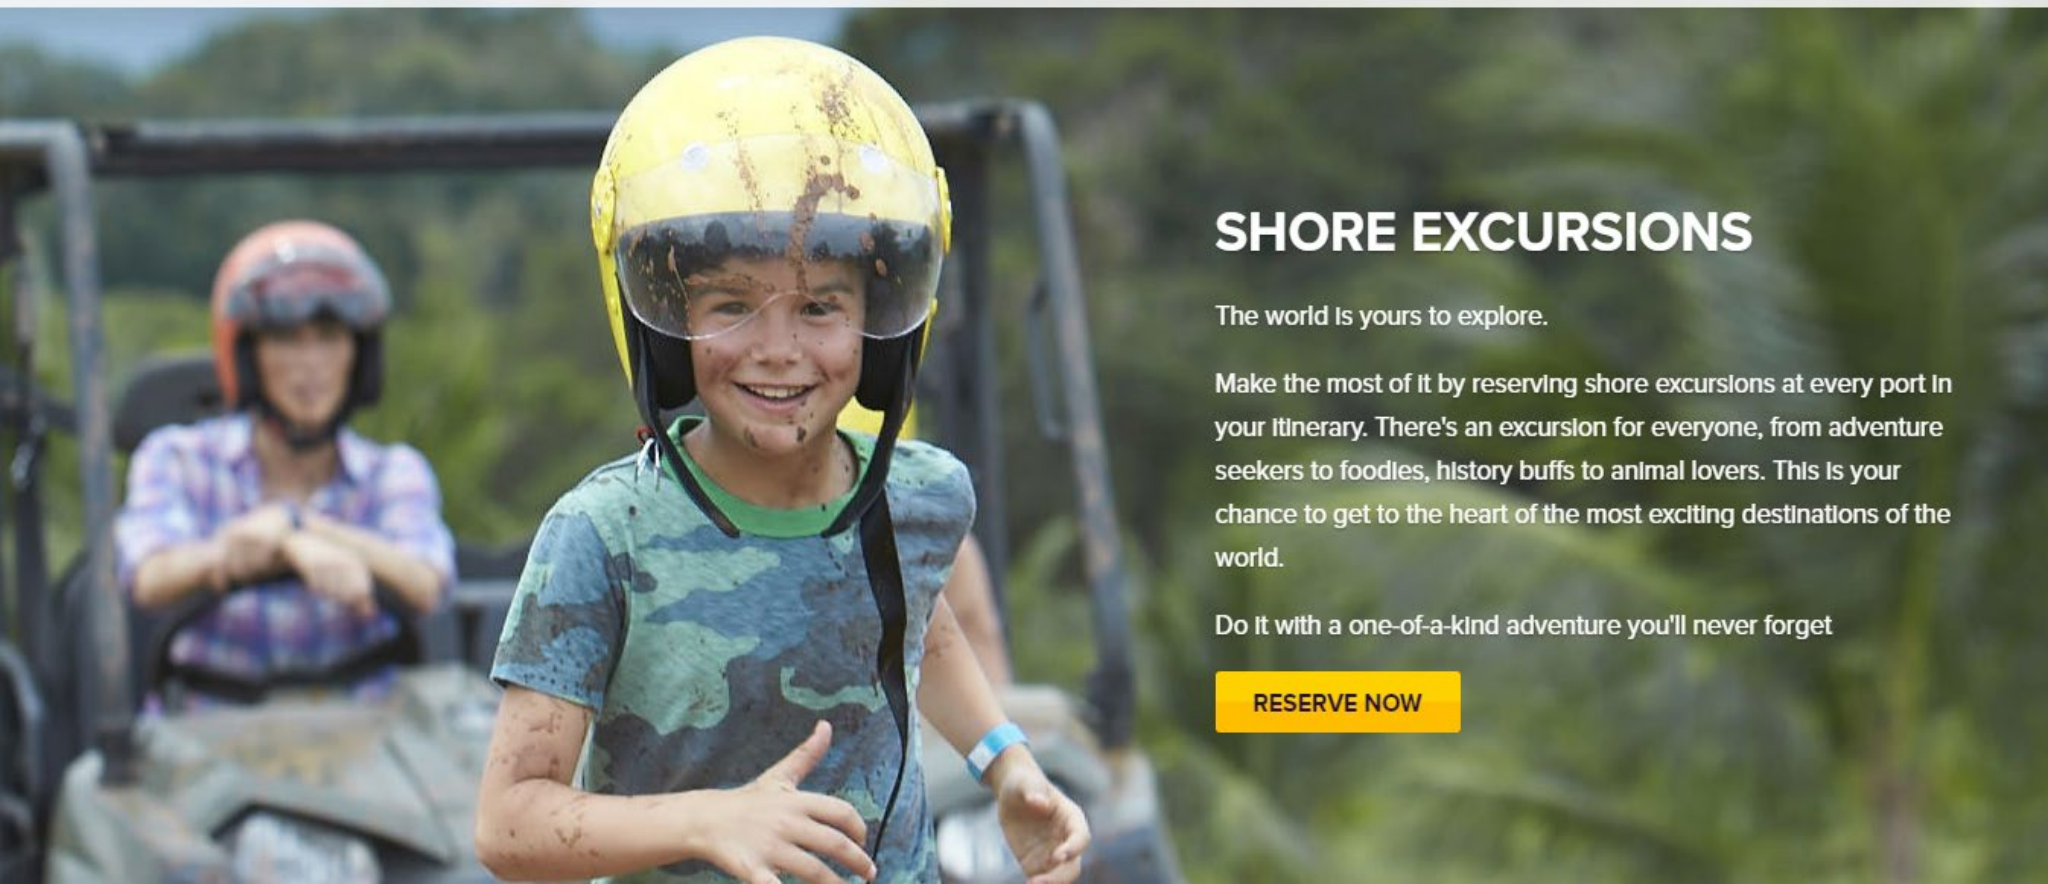 SHORE EXCURSIONS
The world is yours to explore.
Make the most of it by reserving shore excursions at every port in
your itinerary. There's an excursion for everyone, from adventure
seekers to foodies, history buffs to animal lovers. This is your
chance to get to the heart of the most exciting destinations of the
world.
Do it with a one-of-a-kind adventure you'll never forget
RESERVE NOW